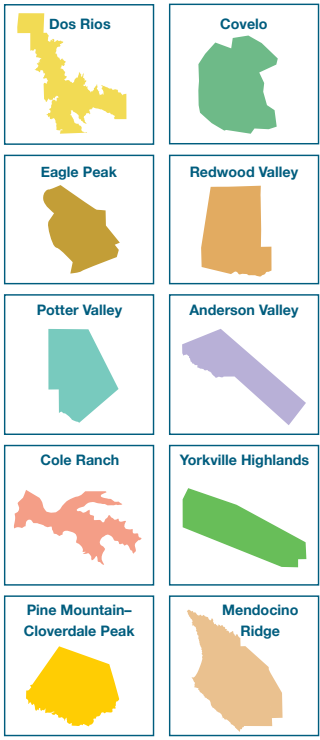 Dos Rios
Covelo
Eagle Peak
Redwood Valley
Potter Valley
Anderson Valley
Cole Ranch
Yorkville Highlands
Pine Mountain–
Cloverdale Peak
Mendocino
Ridge